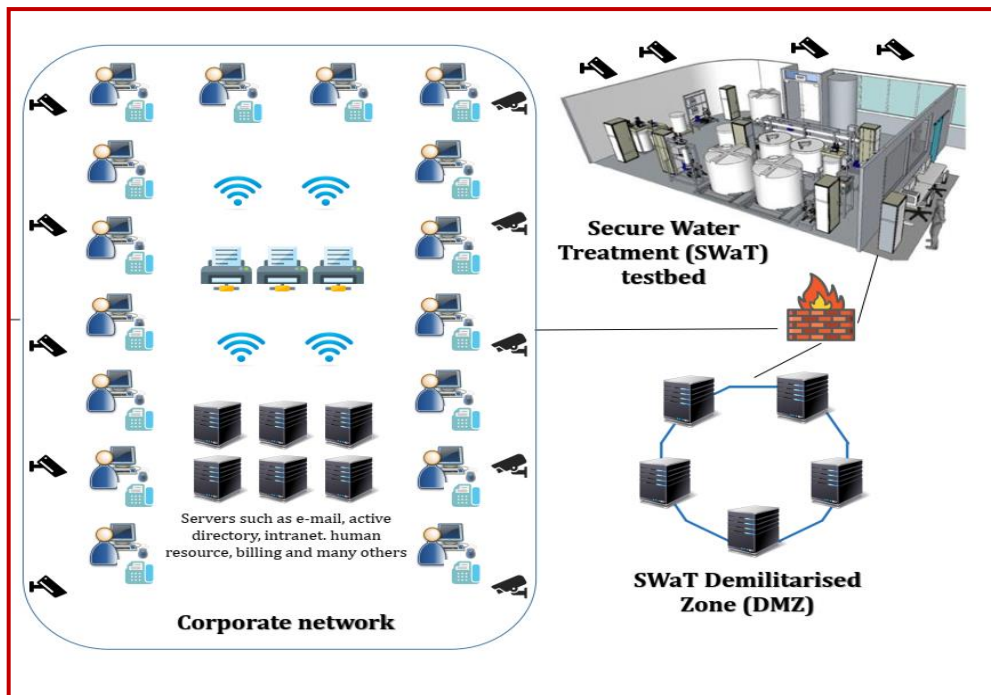 Secure Water
Treatment (SWaT)
testbed
Servers such as e-mail, active
directory, intranet. human
resource, billing and many others
Corporate network
SWaT Demilitarised
Zone (DMZ)